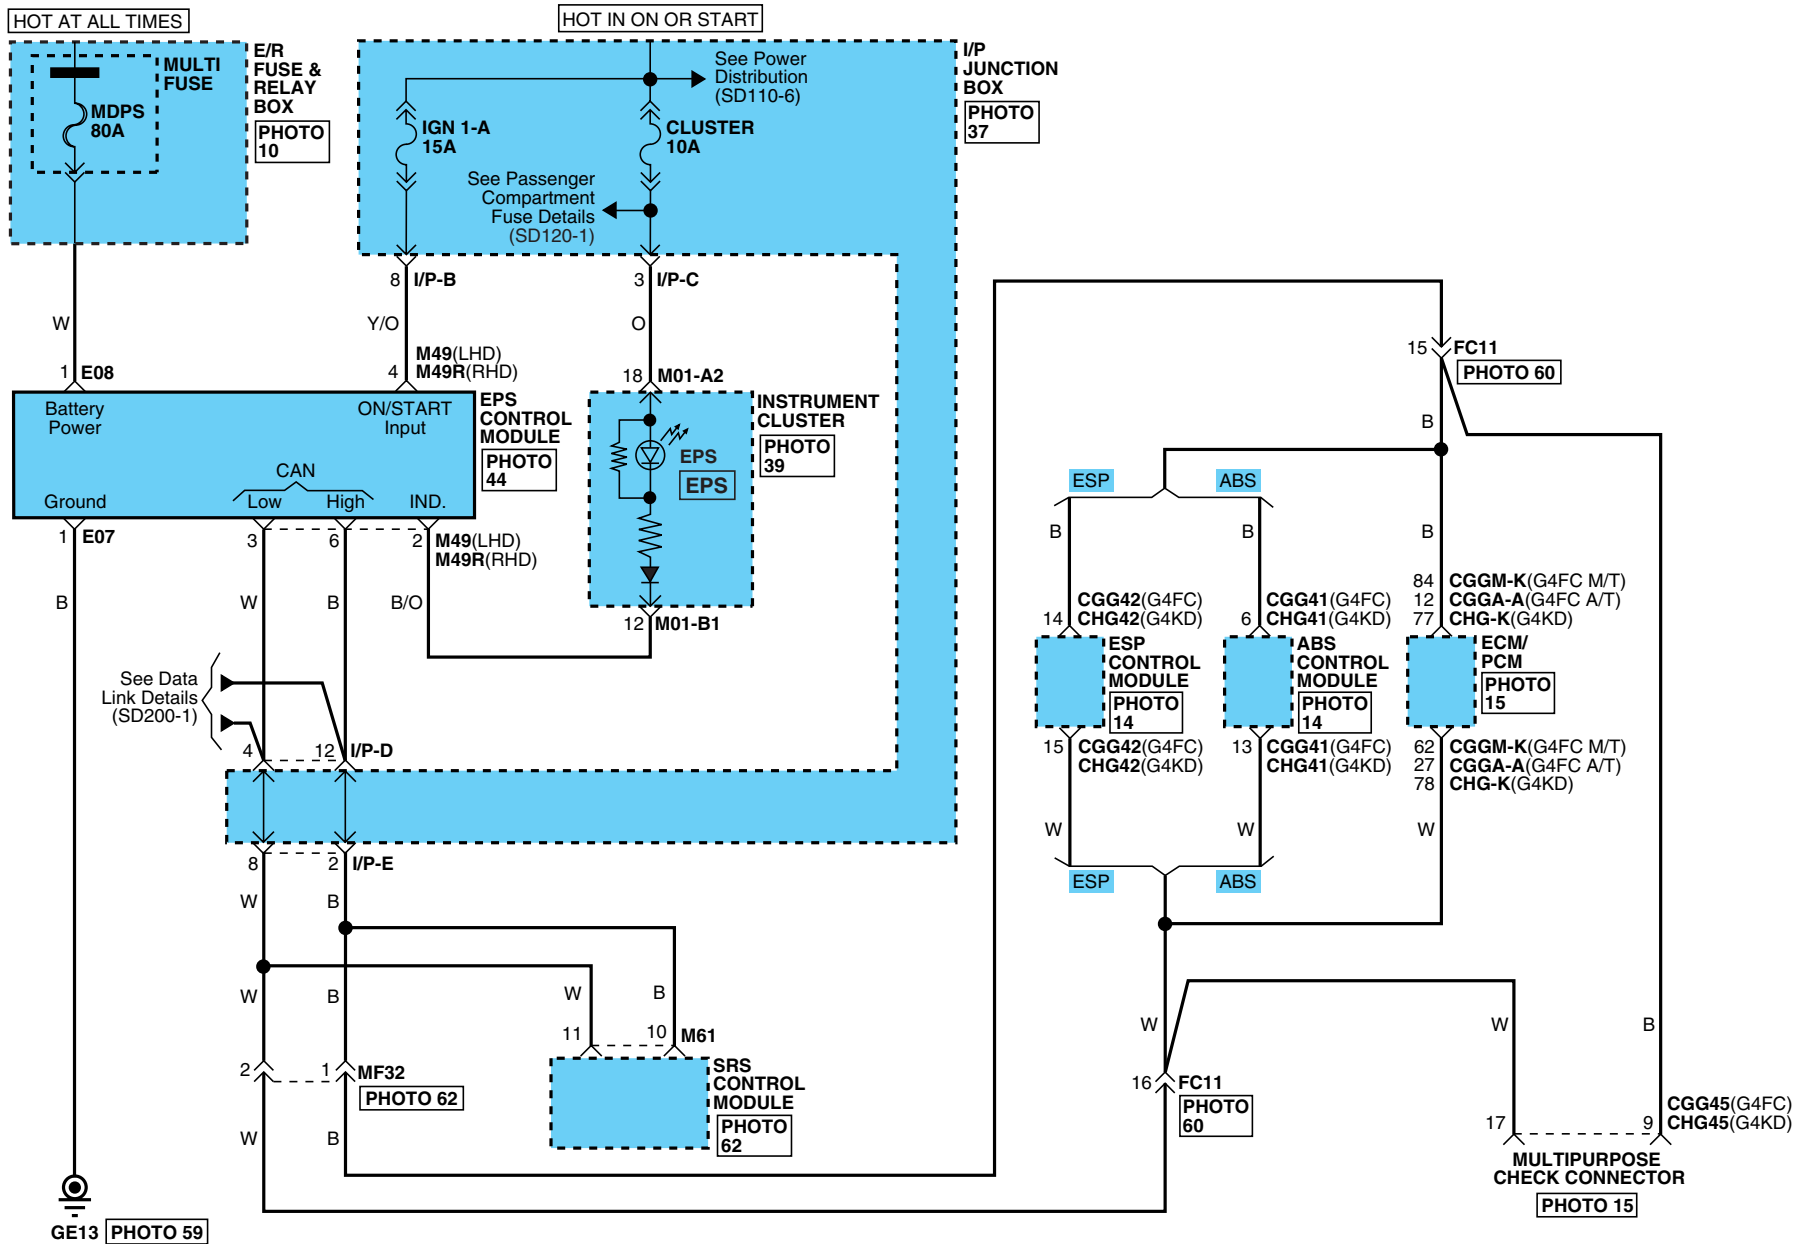 HOT AT ALL TIMES
HOT IN ON OR START
MULTI
FUSE
MDPS
80A
E/R
FUSE &
RELAY
BOX
PHOTO
10
See Power
Distribution
(SD110-6)
IGN 1-A
15A
CLUSTER
10A
See Passenger
Compartment
Fuse Details
(SD120-1)
I/P
JUNCTION
BOX
PHOTO
37
8 I/P-B
3 I/P-C
W
Y/O
O
1 E08
M49(LHD)
4 M49R(RHD)
18 M01-A2
Battery
Power
ON/START
Input
CAN
Ground
Low
High
IND.
EPS
CONTROL
MODULE
PHOTO
44
EPS
EPS
INSTRUMENT
CLUSTER
PHOTO
39
1 E07
3
6
2 M49(LHD)
M49R(RHD)
B
W
B
B/O
12 M01-B1
See Data
Link Details
(SD200-1)
4
12 I/P-D
8
2 I/P-E
W
B
W
B
W
B
11
10 M61
2
1 MF32
PHOTO 62
SRS
CONTROL
MODULE
PHOTO
62
W
B
GE13 PHOTO 59
15 FC11
PHOTO 60
B
ESP
ABS
B
B
B
CGG42(G4FC)
14 CHG42(G4KD)
CGG41(G4FC)
6 CHG41(G4KD)
84 CGGM-K(G4FC M/T)
12 CGGA-A(G4FC A/T)
77 CHG-K(G4KD)
ESP
CONTROL
MODULE
PHOTO
14
ABS
CONTROL
MODULE
PHOTO
14
ECM/
PCM
PHOTO
15
15 CGG42(G4FC)
CHG42(G4KD)
13 CGG41(G4FC)
CHG41(G4KD)
62 CGGM-K(G4FC M/T)
27 CGGA-A(G4FC A/T)
78 CHG-K(G4KD)
W
W
W
ESP
ABS
W
W
B
16 FC11
PHOTO
60
17
9
CGG45(G4FC)
CHG45(G4KD)
MULTIPURPOSE
CHECK CONNECTOR
PHOTO 15